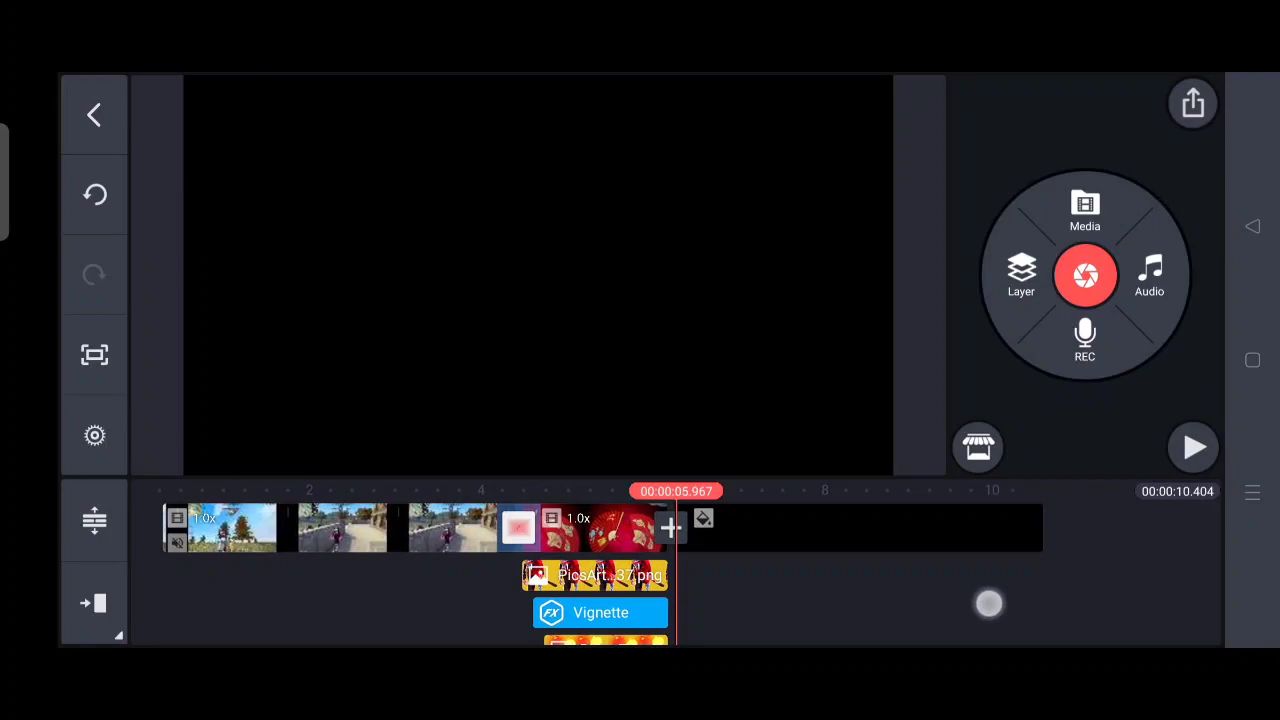 Media
Layer
Audio
REC
2
4
00:00:05.967
8
10
00:00:10.404
1.0x
1.0x
PicsArt...37.png
FX Vignette